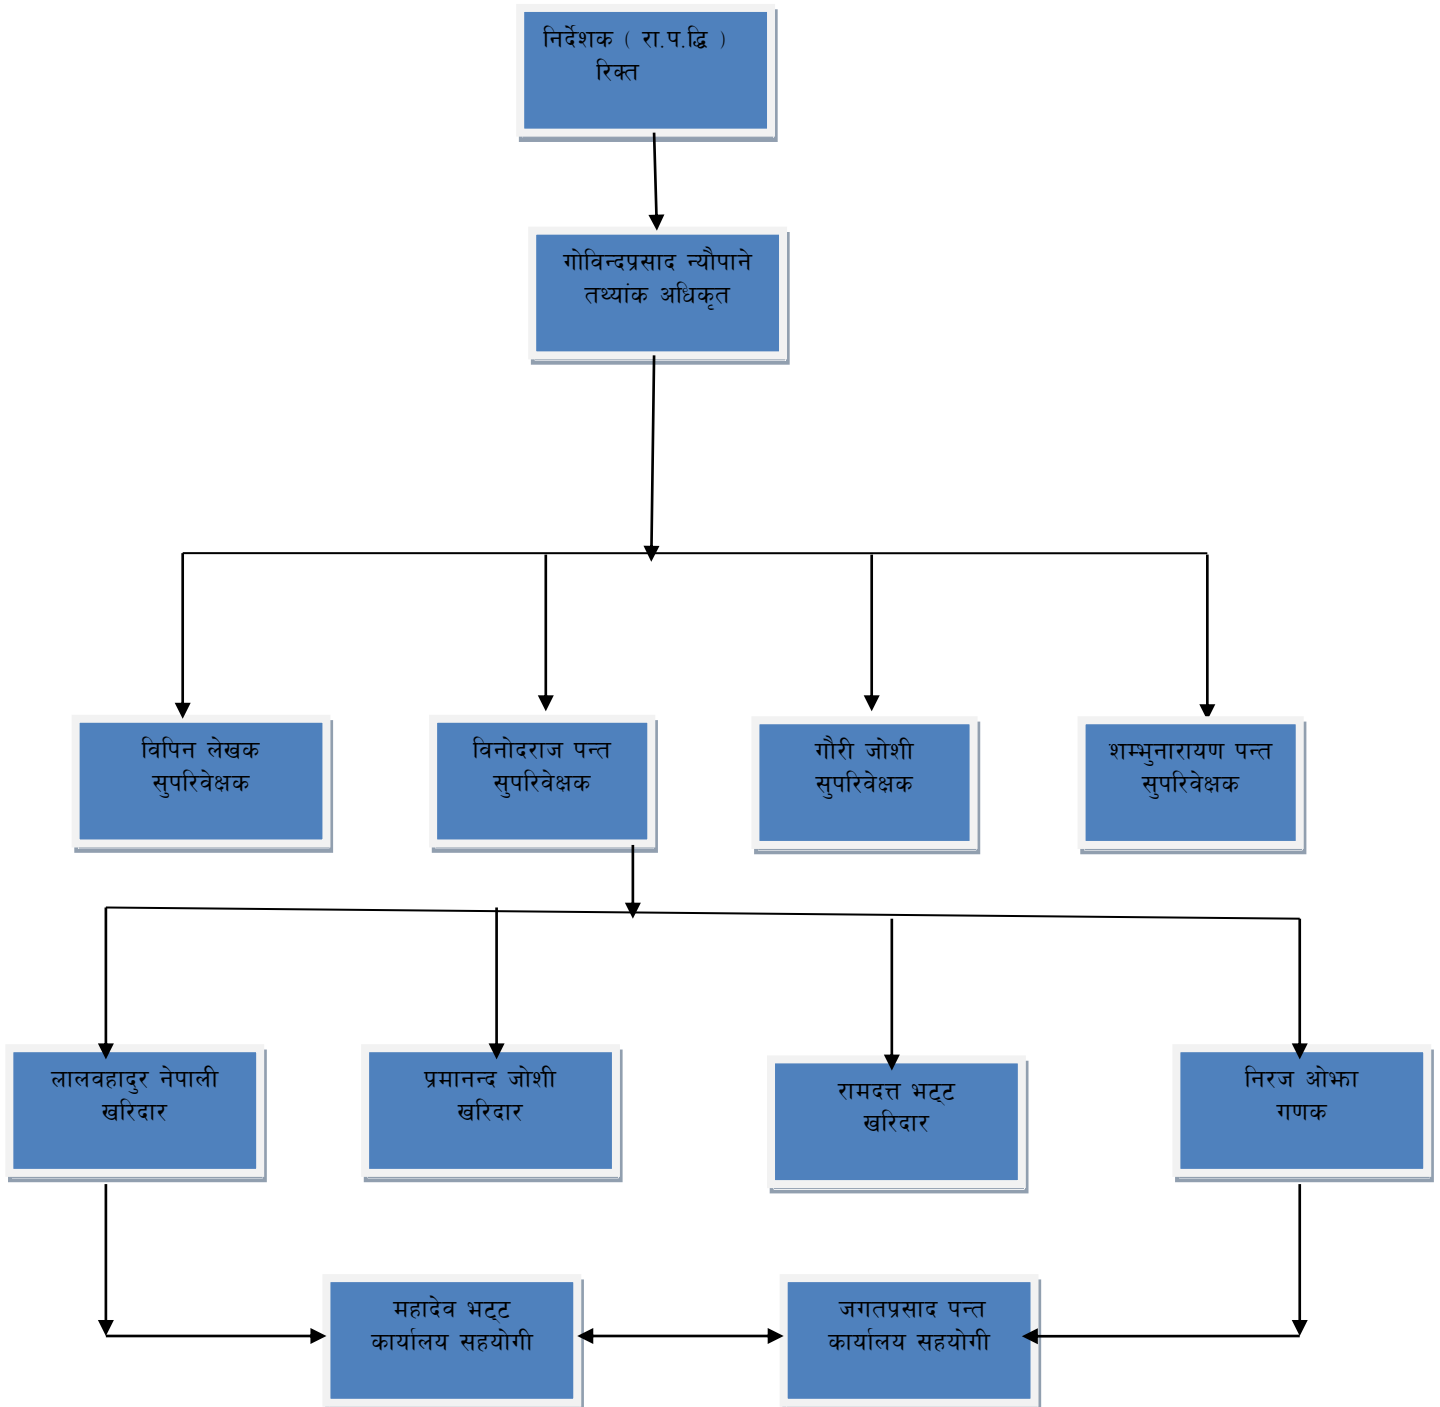 निर्देशक ( रा.प.द्धि )
रिक्त
गोविन्दप्रसाद न्यौपाने
तथ्यांक अधिकृत
विपिन लेखक
सुपरिवेक्षक
विनोदराज पन्त
सुपरिवेक्षक
गौरी जोशी
सुपरिवेक्षक
शम्भुनारायण पन्त
सुपरिवेक्षक
लालवहादुर नेपाली
खरिदार
प्रमानन्द जोशी
खरिदार
रामदत्त भट्ट
खरिदार
निरज ओझा
गणक
महादेव भट्ट
कार्यालय सहयोगी
जगतप्रसाद पन्त
कार्यालय सहयोगी